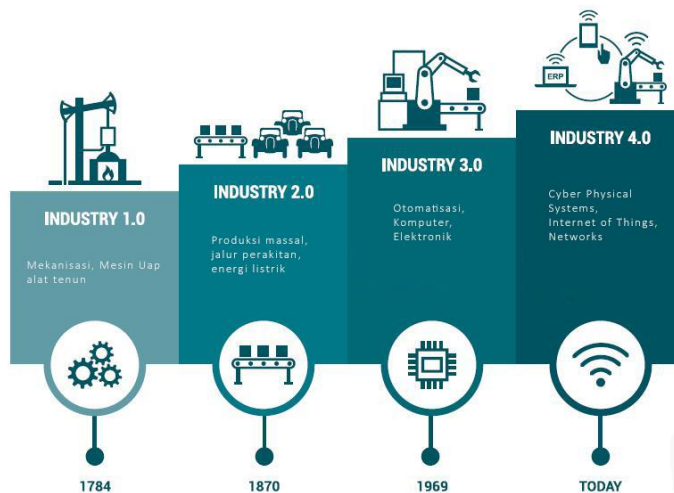 ERP
INDUSTRY 1.0
Mekanisasi, Mesin Uap
alat tenun
INDUSTRY 2.0
Produksi massal,
jalur perakitan,
energi listrik
INDUSTRY 3.0
Otomatisasi,
Komputer,
Elektronik
INDUSTRY 4.0
Cyber Physical
Systems,
Internet of Things,
Networks
1784
1870
1969
TODAY